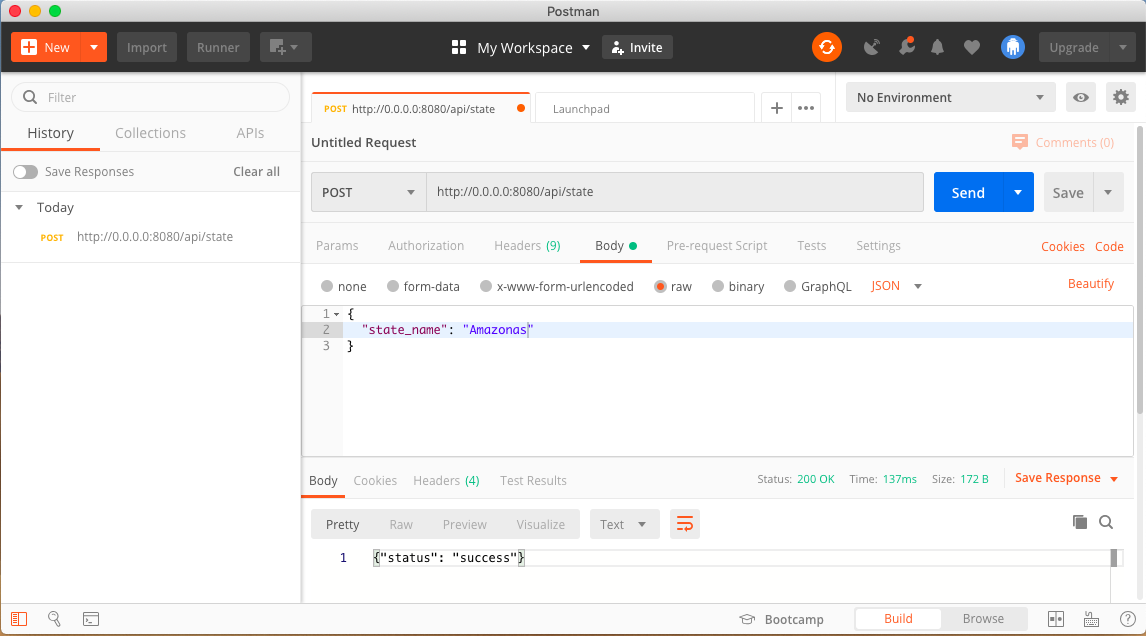 Postman
New
Import
Runner
My Workspace
Invite
Upgrade
Filter
History Collections APIs
Save Responses Clear all
Today
POST http://0.0.0.0:8080/api/state
POST http://0.0.0.0:8080/api/state
Launchpad
No Environment
Untitled Request
Comments (0)
POST http://0.0.0.0:8080/api/state
Send Save
Params Authorization Headers (9) Body Pre-request Script Tests Settings Cookies Code
none form-data x-www-form-urlencoded raw binary GraphQL JSON Beautify
1 {
2 "state_name": "Amazonas"
3 }
Body Cookies Headers (4) Test Results Status: 200 OK Time: 137ms Size: 172 B Save Response
Pretty Raw Preview Visualize Text
1 {"status": "success"}
Bootcamp Build Browse